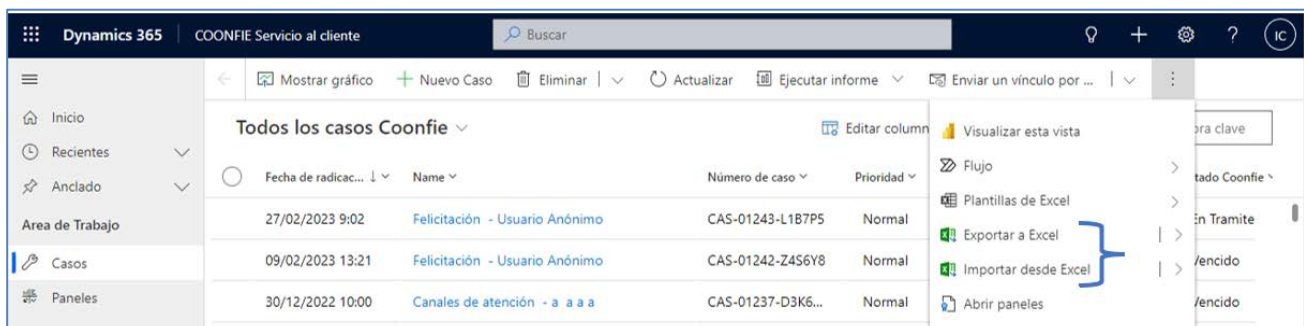 Dynamics 365 COONFIE Servicio al cliente Buscar ? IC
Mostrar gráfico Nuevo Caso Eliminar Actualizar Ejecutar informe Enviar un vínculo por ...
Inicio
Recientes
Anclado
Area de Trabajo
Casos
Paneles
Todos los casos Coonfie Editar column
Fecha de radicac... Name Número de caso Prioridad tado Coonfie
27/02/2023 9:02 Felicitación - Usuario Anónimo CAS-01243-L1B7P5 Normal En Tramite
09/02/2023 13:21 Felicitación - Usuario Anónimo CAS-01242-Z4S6Y8 Normal Vencido
30/12/2022 10:00 Canales de atención - a a a a CAS-01237-D3K6... Normal Vencido
Visualizar esta vista
Flujo
Plantillas de Excel
Exportar a Excel
Importar desde Excel
Abrir paneles
bra clave